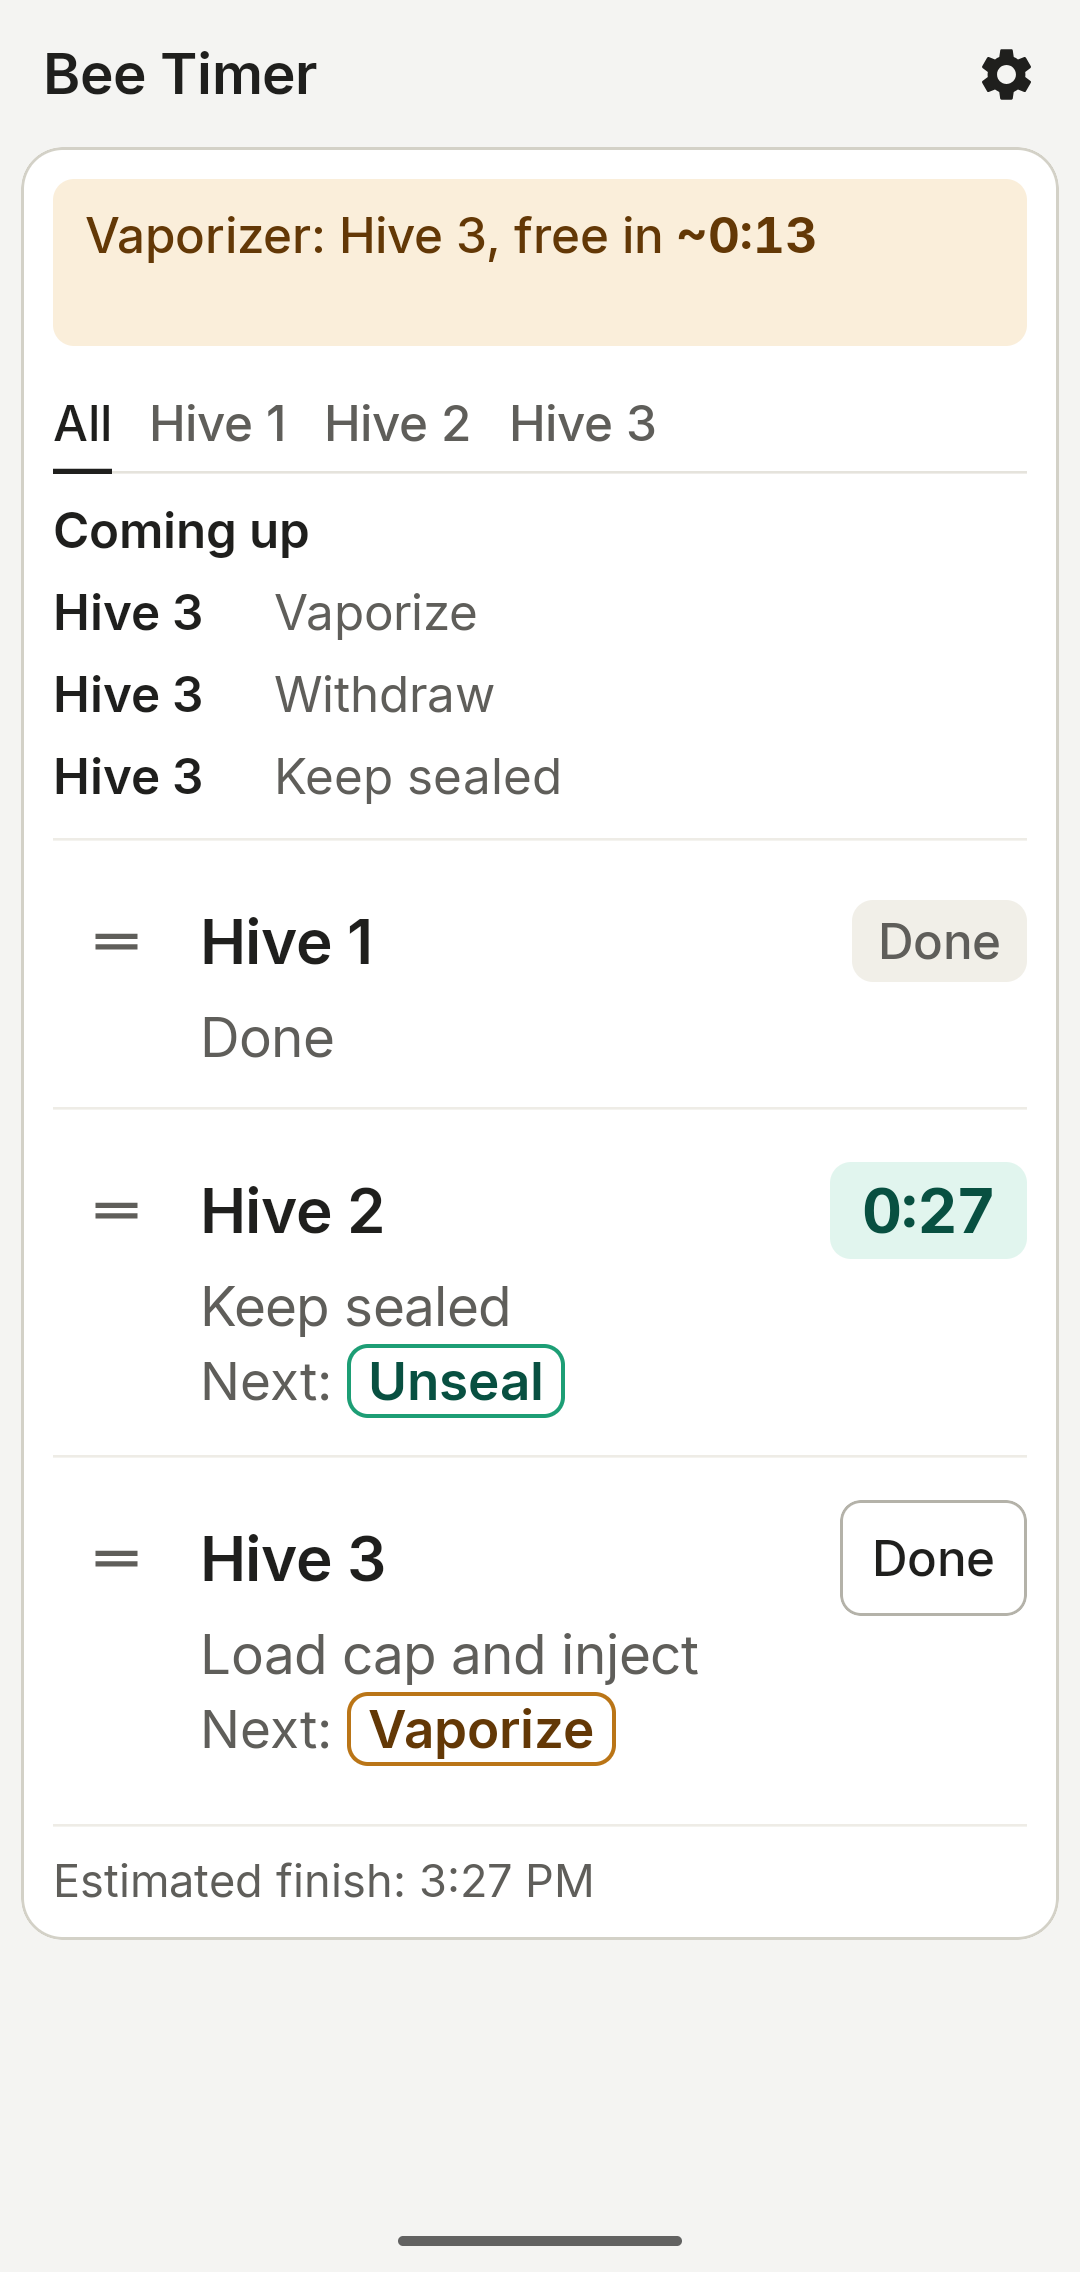 Bee Timer
Vaporizer: Hive 3, free in ~0:13
All Hive 1 Hive 2 Hive 3
Coming up
Hive 3 Vaporize
Hive 3 Withdraw
Hive 3 Keep sealed
Hive 1 Done
Done
Hive 2 0:27
Keep sealed
Next: Unseal
Hive 3 Done
Load cap and inject
Next: Vaporize
Estimated finish: 3:27 PM